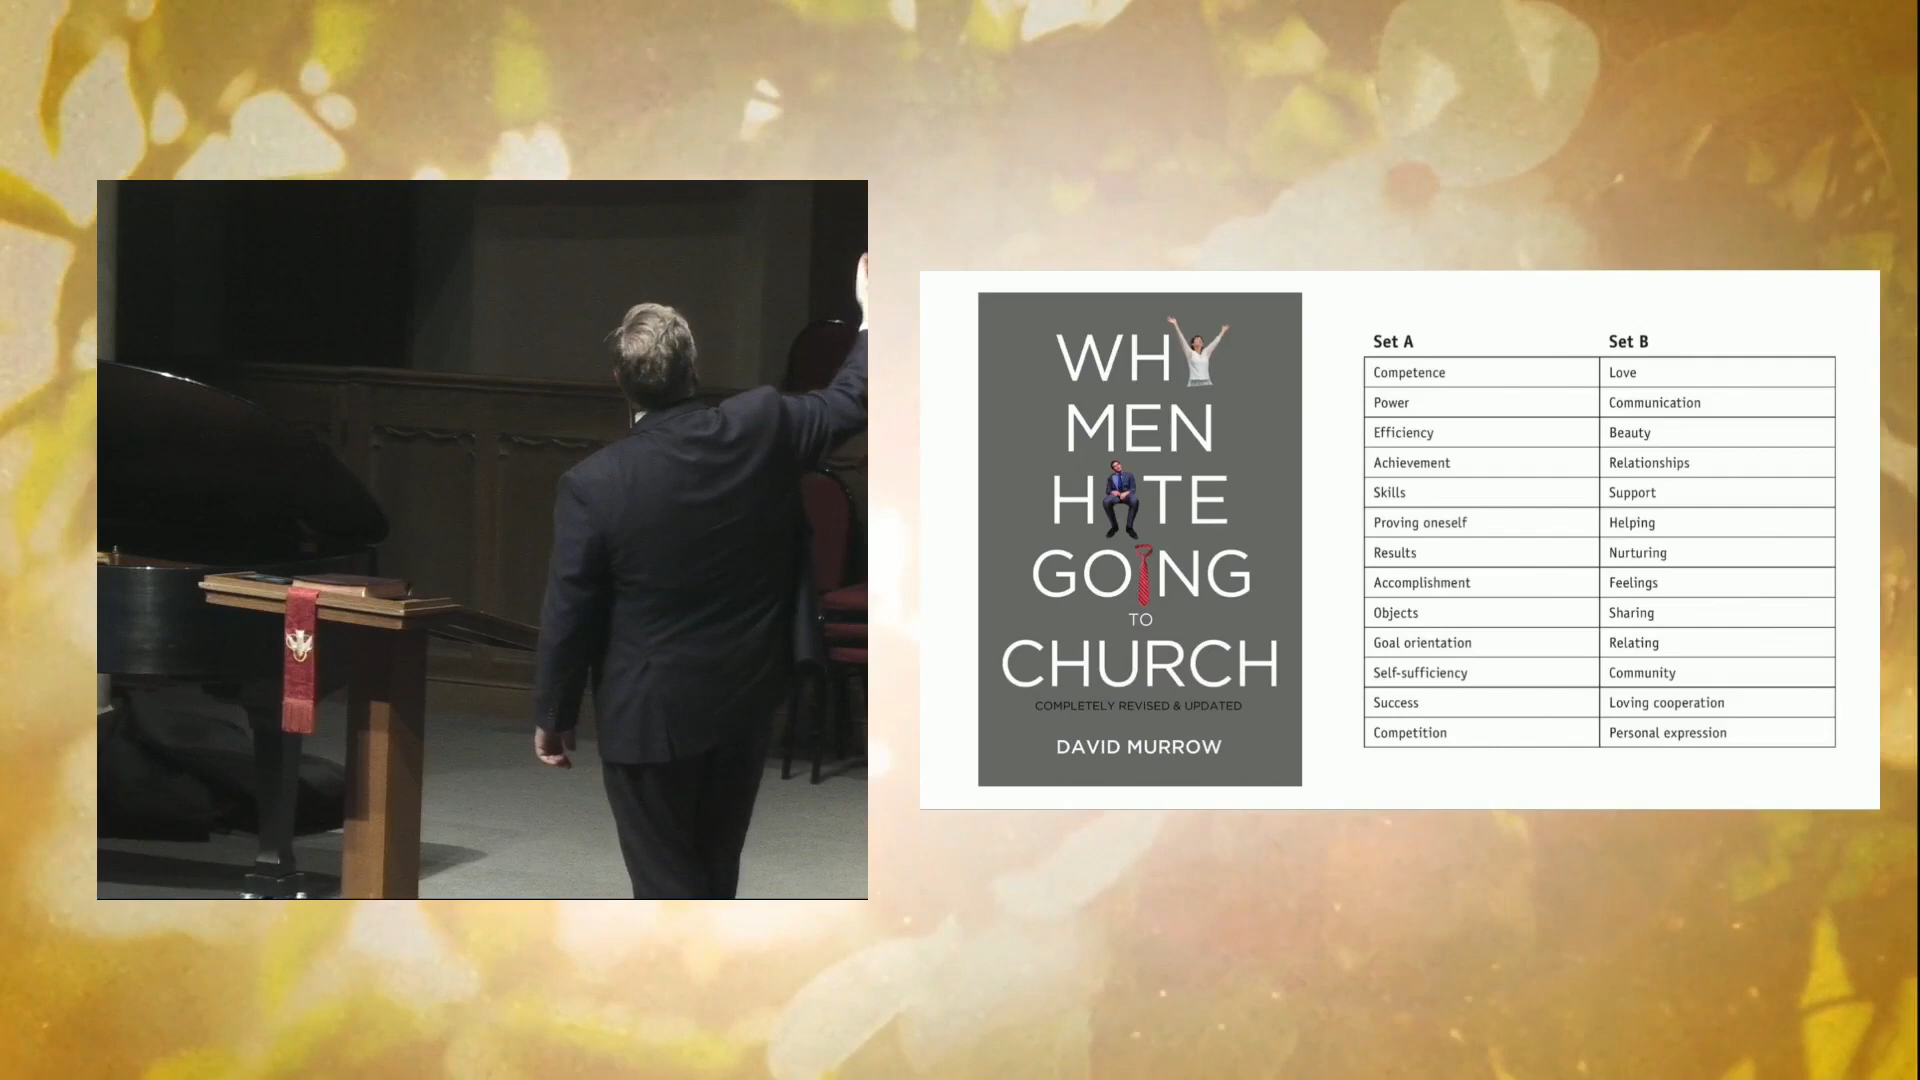 WHY
MEN
HATE
GOING
TO
CHURCH
COMPLETELY REVISED & UPDATED
DAVID MURROW
Set A Set B
Competence Love
Power Communication
Efficiency Beauty
Achievement Relationships
Skills Support
Proving oneself Helping
Results Nurturing
Accomplishment Feelings
Objects Sharing
Goal orientation Relating
Self-sufficiency Community
Success Loving cooperation
Competition Personal expression